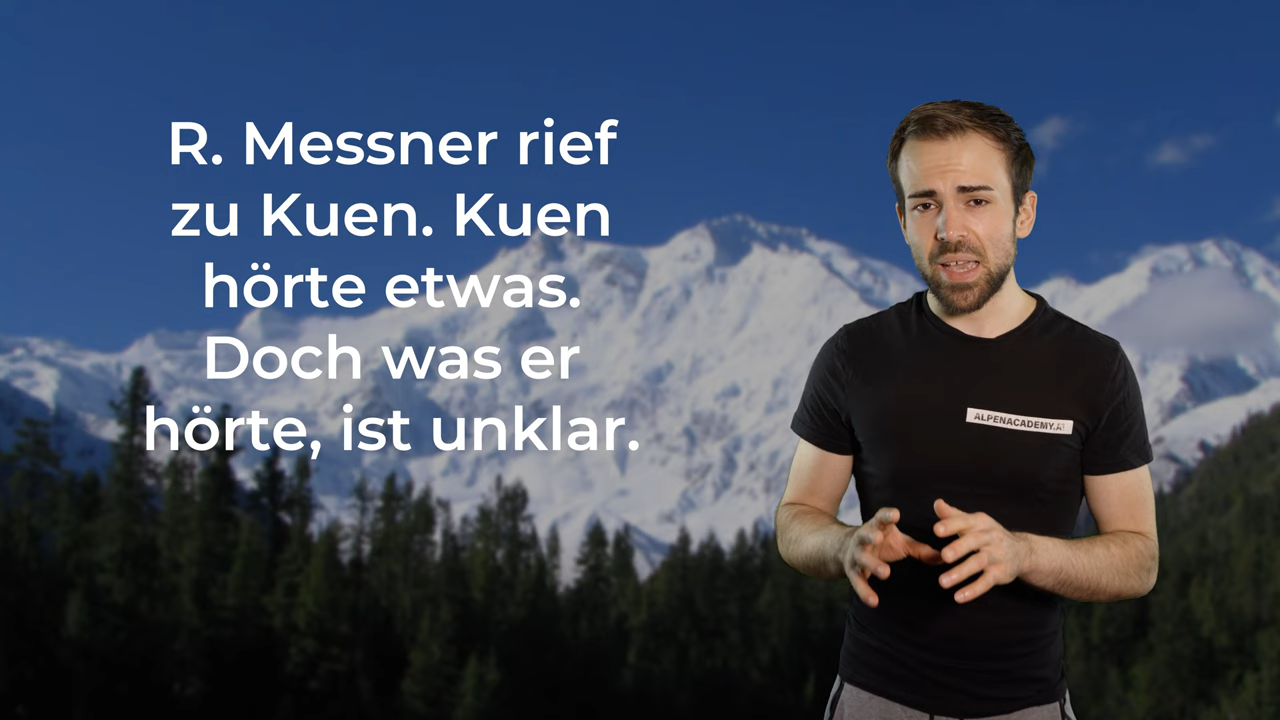 R. Messner rief
zu Kuen. Kuen
hörte etwas.
Doch was er
hörte, ist unklar.
ALPENACADEMY.AT